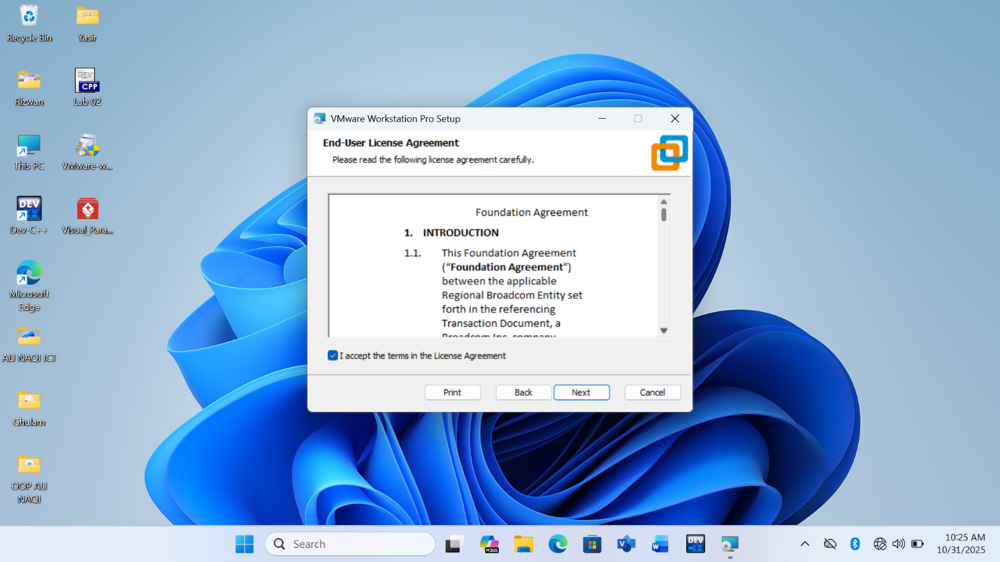 Recycle Bin
Yasir
Rizwan
DEV
CPP
Lab 02
This PC
VMware-w...
DEV
C++
Dev-C++
Visual_Para...
Microsoft
Edge
ALI NAQI ICT
Ghulam
OOP ALI
NAQI
VMware Workstation Pro Setup
End-User License Agreement
Please read the following license agreement carefully.
Foundation Agreement
1. INTRODUCTION
1.1. This Foundation Agreement
(“Foundation Agreement”)
between the applicable
Regional Broadcom Entity set
forth in the referencing
Transaction Document, a
Broadcom Inc. company
I accept the terms in the License Agreement
Print
Back
Next
Cancel
Search
M365
V
W
DEV
C++
10:25 AM
10/31/2025